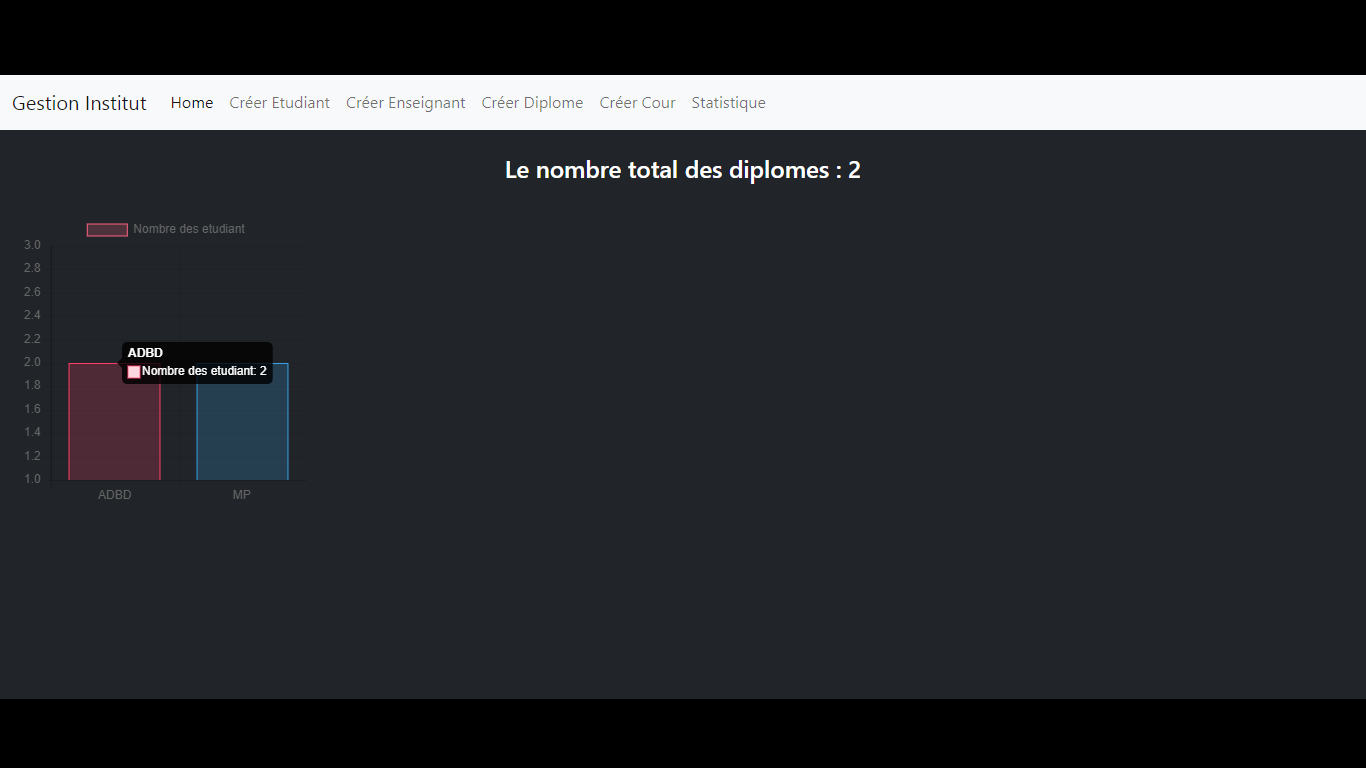 Gestion Institut Home Créer Etudiant Créer Enseignant Créer Diplome Créer Cour Statistique
Le nombre total des diplomes : 2
Nombre des etudiant
3.0
2.8
2.6
2.4
2.2
2.0
1.8
1.6
1.4
1.2
1.0
ADBD
Nombre des etudiant: 2
ADBD MP